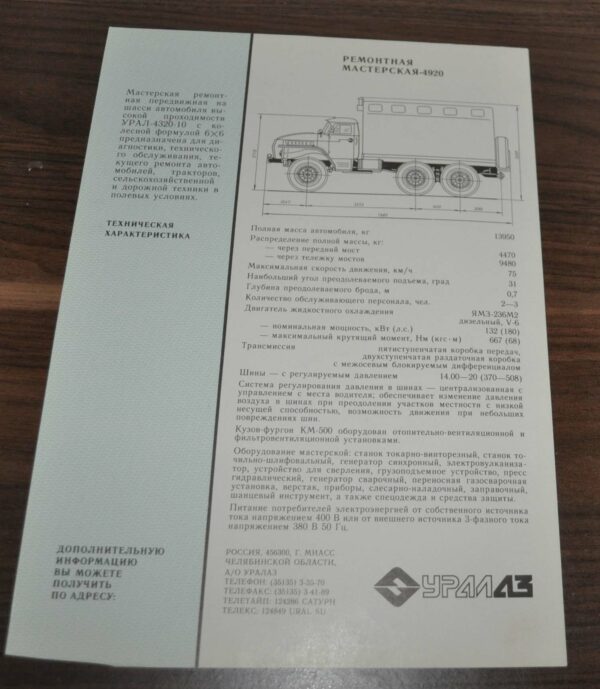 РЕМОНТНАЯ
МАСТЕРСКАЯ-4920
Мастерская ремонт-
ная передвижная на
шасси автомобиля вы-
сокой проходимости
УРАЛ-4320-10 с ко-
лесной формулой 6×6
предназначена для ди-
агностики, техническо-
го обслуживания, те-
кущего ремонта авто-
мобилей, тракторов,
сельскохозяйственной
и дорожной техники в
полевых условиях.
ТЕХНИЧЕСКАЯ
ХАРАКТЕРИСТИКА
Полная масса автомобиля, кг 13950
Распределение полной массы, кг:
— через передний мост 4470
— через тележку мостов 9480
Максимальная скорость движения, км/ч 75
Наибольший угол преодолеваемого подъема, град 31
Глубина преодолеваемого брода, м 0,7
Количество обслуживающего персонала, чел. 2—3
Двигатель жидкостного охлаждения ЯМЗ-236М2
дизельный, V-6
— номинальная мощность, кВт (л.с.) 132 (180)
— максимальный крутящий момент, Нм (кгс·м) 667 (68)
Трансмиссия пятиступенчатая коробка передач,
двухступенчатая раздаточная коробка
с межосевым блокируемым дифференциалом
Шины — с регулируемым давлением 14.00—20 (370—508)
Система регулирования давления в шинах — централизованная с
управлением с места водителя; обеспечивает изменение давления
воздуха в шинах при преодолении участков местности с низкой
несущей способностью, возможность движения при небольших
повреждениях шин.
Кузов-фургон КМ-500 оборудован отопительно-вентиляционной и
фильтровентиляционной установками.
Оборудование мастерской: станок токарно-винторезный, станок то-
чильно-шлифовальный, генератор синхронный, электровулканиза-
тор, устройство для сверления, грузоподъемное устройство, пресс
гидравлический, генератор сварочный, переносная газосварочная
установка, верстак, приборы, слесарно-наладочный, заправочный,
шанцевый инструмент, а также спецодежда и средства защиты.
Питание потребителей электроэнергией от собственного источника
тока напряжением 400 В или от внешнего источника 3-фазного тока
напряжением 380 В 50 Гц.
ДОПОЛНИТЕЛЬНУЮ
ИНФОРМАЦИЮ
ВЫ МОЖЕТЕ
ПОЛУЧИТЬ
ПО АДРЕСУ:
РОССИЯ, 456300, Г. МИАСС
ЧЕЛЯБИНСКОЙ ОБЛАСТИ,
А/О УРАЛАЗ
ТЕЛЕФОН: (35135) 3-35-70
ТЕЛЕФАКС: (35135) 3-41-89
ТЕЛЕТАЙП: 124286 САТУРН
ТЕЛЕКС: 124849 URAL SU
УРАЛАЗ